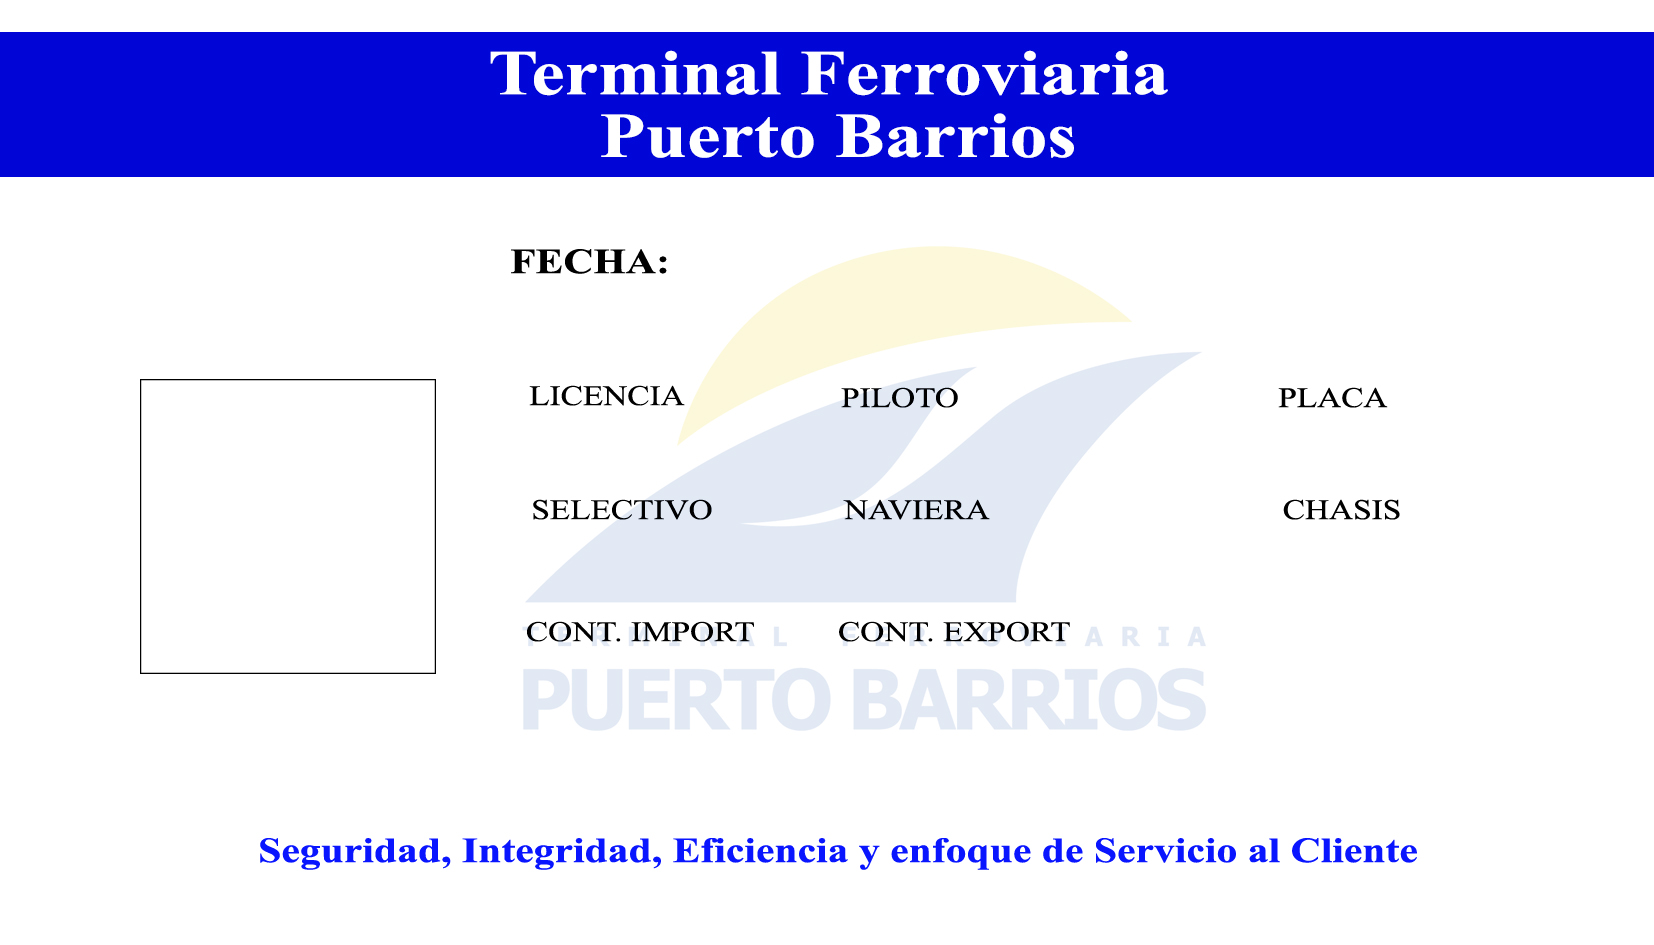 Terminal Ferroviaria
Puerto Barrios
FECHA:
LICENCIA PILOTO PLACA
SELECTIVO NAVIERA CHASIS
CONT. IMPORT CONT. EXPORT
TERMINAL FERROVIARIA
PUERTO BARRIOS
Seguridad, Integridad, Eficiencia y enfoque de Servicio al Cliente